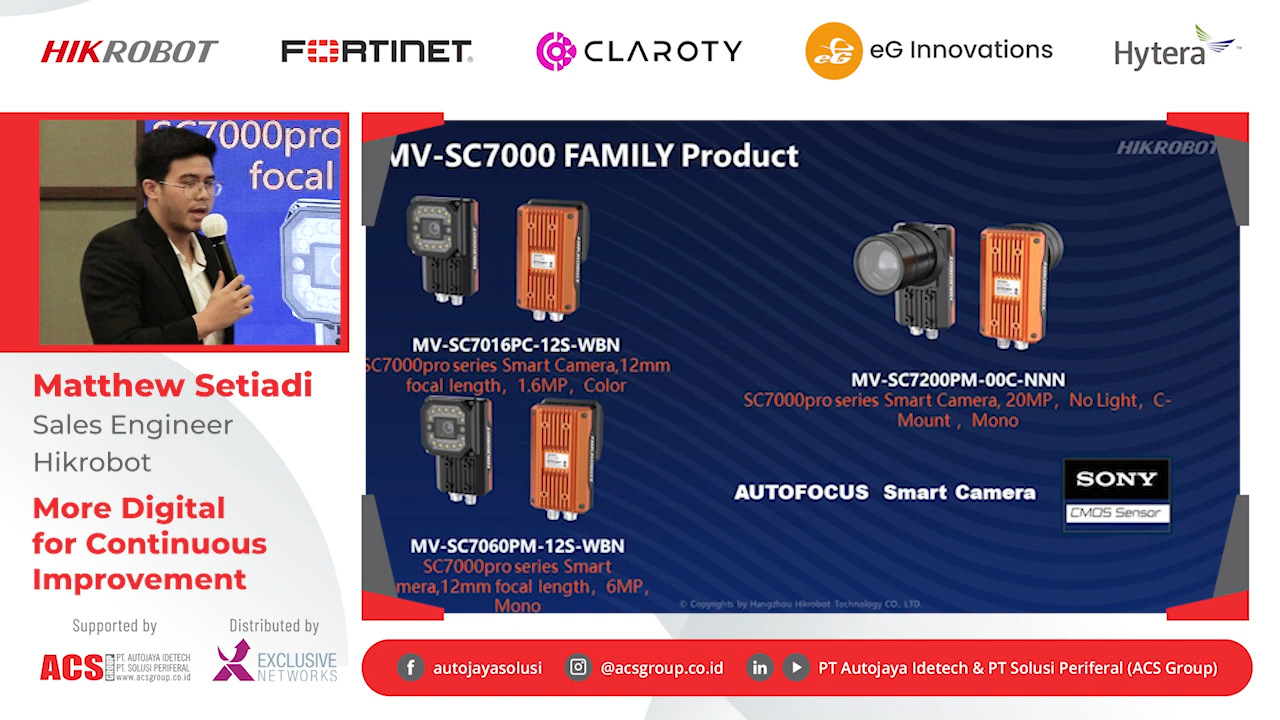 HIKROBOT
FORTINET®
CLAROTY
eG eG Innovations
Hytera™
SC7000pro
focal
MV-SC7000 FAMILY Product
HIKROBOT
MV-SC7016PC-12S-WBN
SC7000pro series Smart Camera,12mm
focal length, 1.6MP, Color
MV-SC7060PM-12S-WBN
SC7000pro series Smart
mera,12mm focal length, 6MP,
Mono
MV-SC7200PM-00C-NNN
SC7000pro series Smart Camera, 20MP, No Light, C-
Mount , Mono
AUTOFOCUS Smart Camera
SONY
CMOS Sensor
© Copyrights by Hangzhou Hikrobot Technology CO., LTD.
Matthew Setiadi
Sales Engineer
Hikrobot
More Digital
for Continuous
Improvement
Supported by
Distributed by
ACS
PT. AUTOJAYA IDETECH
PT. SOLUSI PERIFERAL
www.acsgroup.co.id
EXCLUSIVE
NETWORKS
autojayasolusi
@acsgroup.co.id
PT Autojaya Idetech & PT Solusi Periferal (ACS Group)